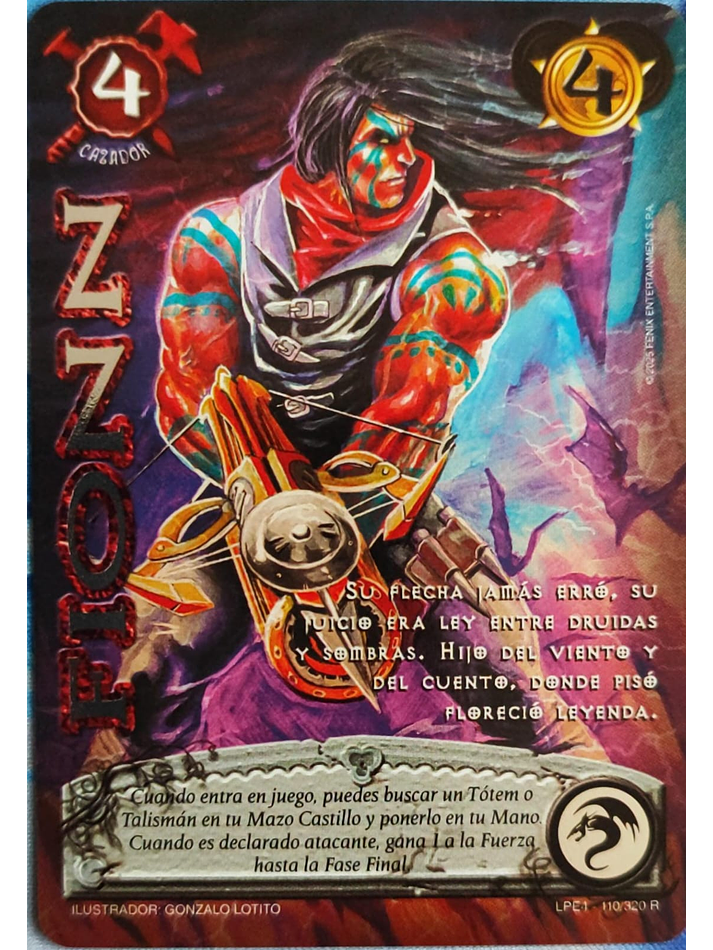 4
CAZADOR
4
FIONN
© 2025 FENIX ENTERTAINMENT S.P.A
Su flecha jamás erró, su
juicio era ley entre druidas
y sombras. Hijo del viento y
del cuento, donde pisó
floreció leyenda.
Cuando entra en juego, puedes buscar un Tótem o
Talismán en tu Mazo Castillo y ponerlo en tu Mano.
Cuando es declarado atacante, gana 1 a la Fuerza
hasta la Fase Final.
ILUSTRADOR: GONZALO LOTITO
LPE4 - 110/320 R